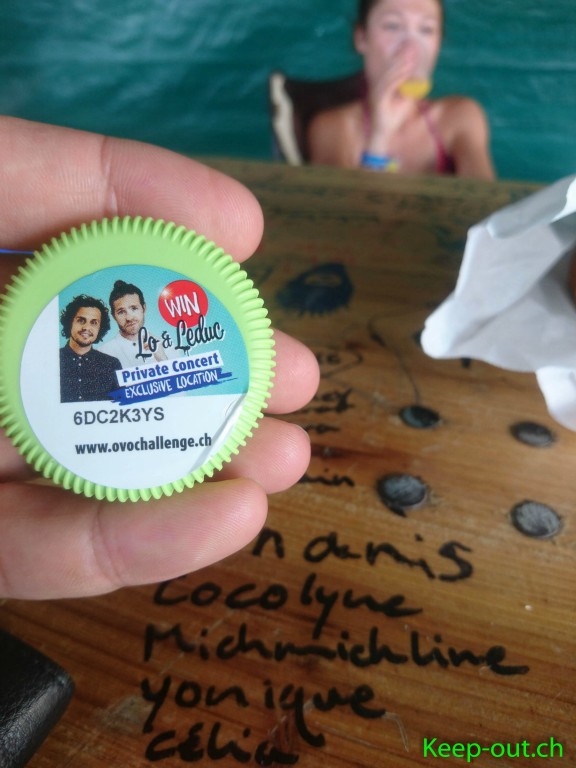 WIN
Lo & Leduc
Private Concert
EXCLUSIVE LOCATION
6DC2K3YS
www.ovochallenge.ch
Cocolyne
Michmichline
yonique
Célia
Keep-out.ch